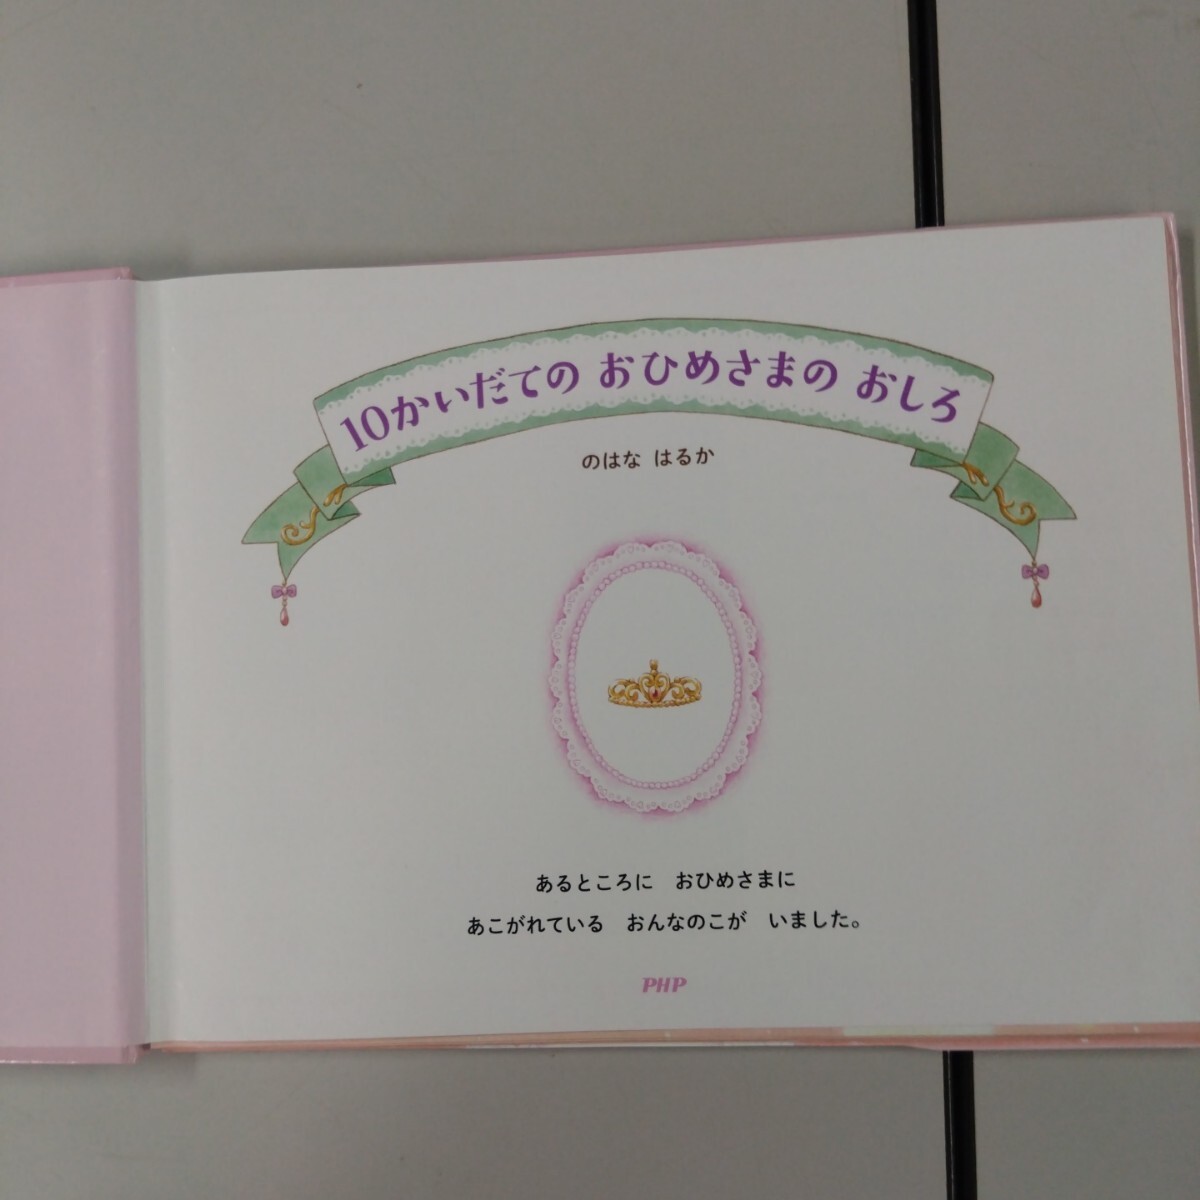 10かいだての おひめさまの おしろ
のはな はるか
あるところに　おひめさまに
あこがれている　おんなのこが　いました。
PHP